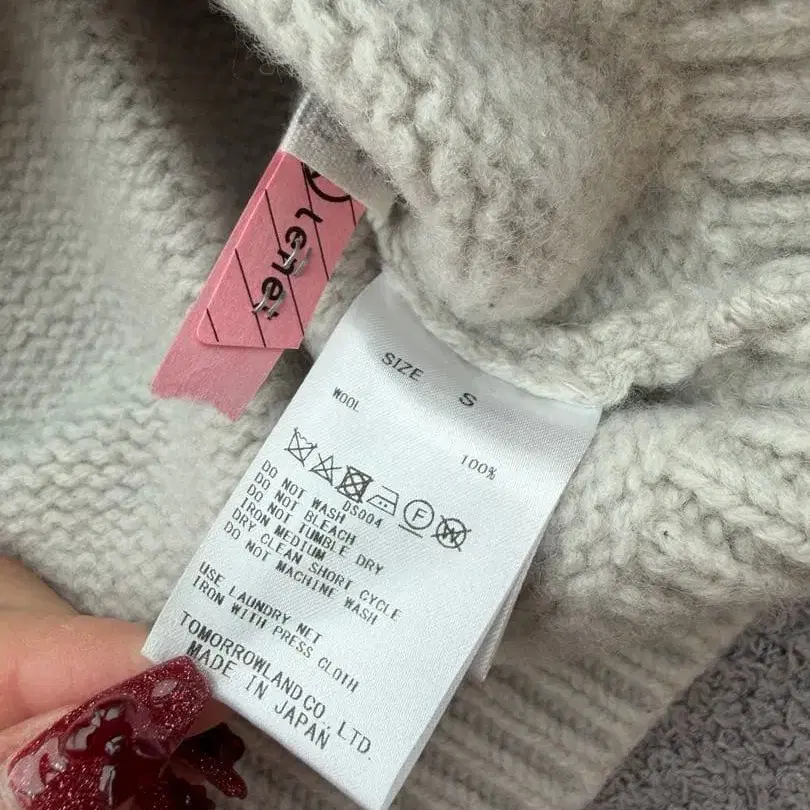 lenet
SIZE S
WOOL
100%
DS004
F
W
DO NOT WASH
DO NOT BLEACH
DO NOT TUMBLE DRY
IRON MEDIUM
DRY CLEAN SHORT CYCLE
DO NOT MACHINE WASH
USE LAUNDRY NET
IRON WITH PRESS CLOTH
TOMORROWLAND CO., LTD.
MADE IN JAPAN